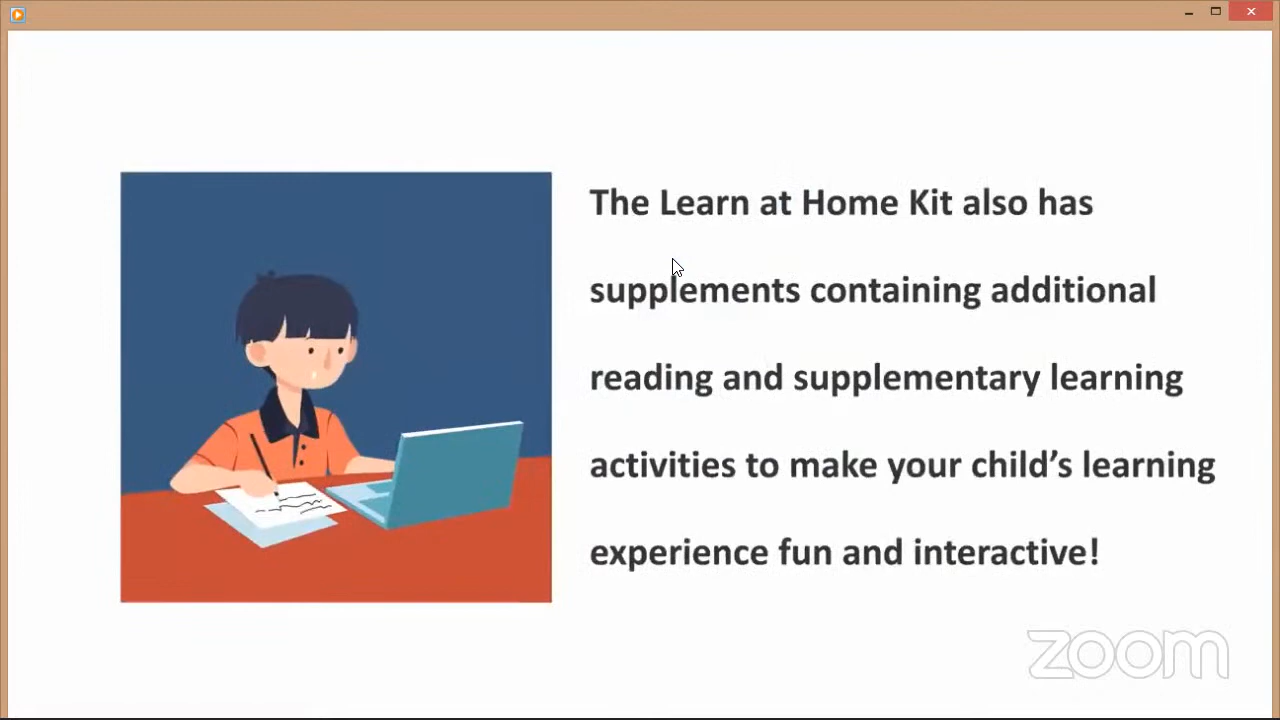 The Learn at Home Kit also has
supplements containing additional
reading and supplementary learning
activities to make your child’s learning
experience fun and interactive!
zoom